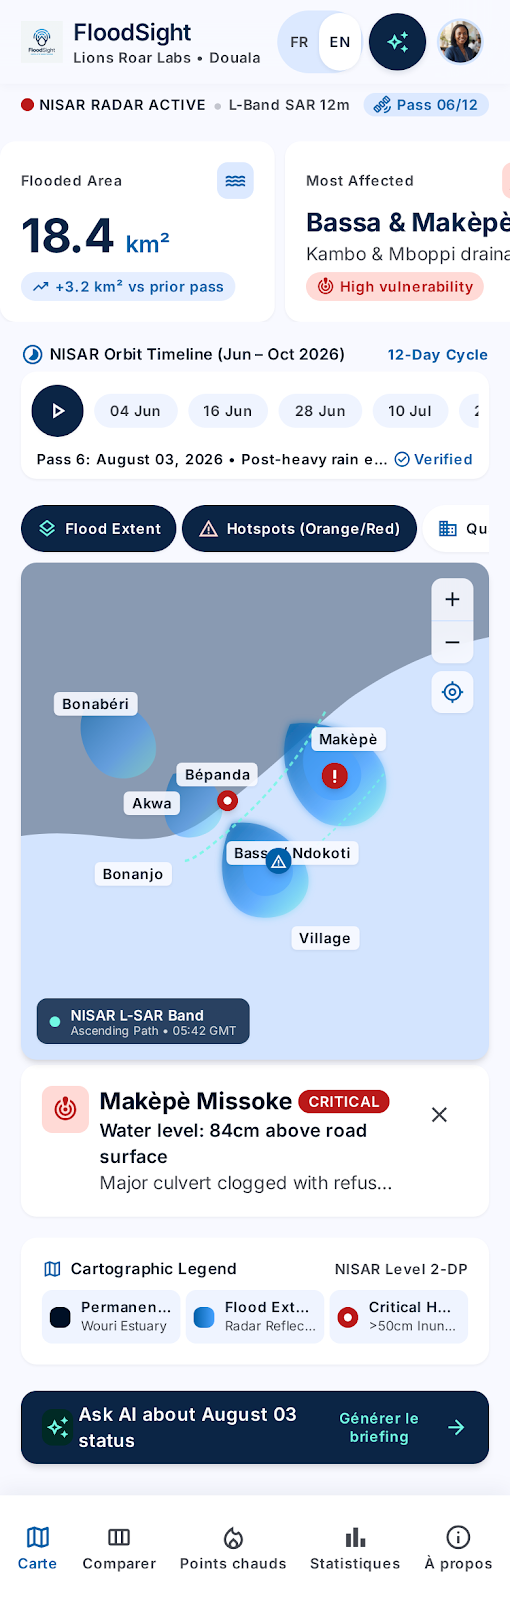 FloodSight
Lions Roar Labs • Douala
FR
EN
FloodSight
NISAR RADAR ACTIVE • L-Band SAR 12m
Pass 06/12
Flooded Area
18.4 km²
+3.2 km² vs prior pass
Most Affected
Bassa & Makèpè
Kambo & Mboppi draina
High vulnerability
NISAR Orbit Timeline (Jun – Oct 2026)
12-Day Cycle
04 Jun
16 Jun
28 Jun
10 Jul
2
Pass 6: August 03, 2026 • Post-heavy rain e...
Verified
Flood Extent
Hotspots (Orange/Red)
Qu
+
−
Bonabéri
Makèpè
Bépanda
Akwa
Bass / Ndokoti
Bonanjo
Village
NISAR L-SAR Band
Ascending Path • 05:42 GMT
Makèpè Missoke
CRITICAL
Water level: 84cm above road
surface
Major culvert clogged with refus...
Cartographic Legend
NISAR Level 2-DP
Permanen...
Wouri Estuary
Flood Ext...
Radar Reflec...
Critical H...
>50cm Inun...
Ask AI about August 03
status
Générer le
briefing
Carte
Comparer
Points chauds
Statistiques
À propos